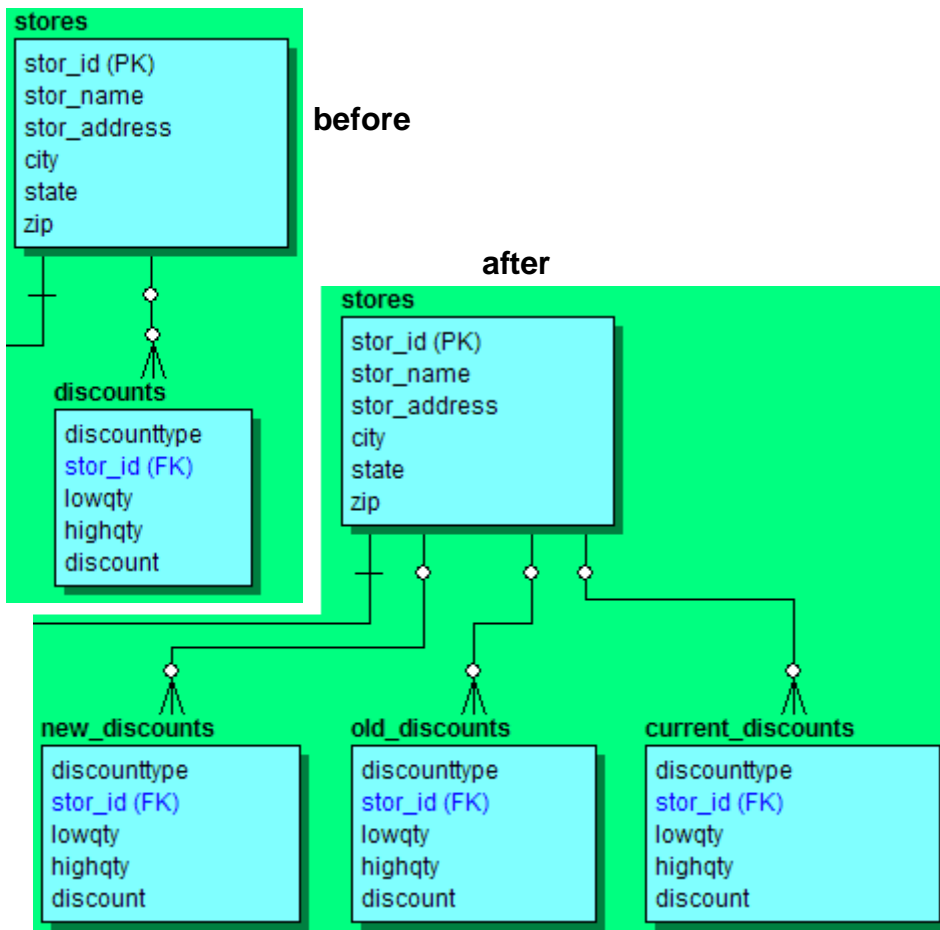 stores
stor_id (PK)
stor_name
stor_address
city
state
zip
before
discounts
discounttype
stor_id (FK)
lowqty
highqty
discount
after
stores
stor_id (PK)
stor_name
stor_address
city
state
zip
new_discounts
discounttype
stor_id (FK)
lowqty
highqty
discount
old_discounts
discounttype
stor_id (FK)
lowqty
highqty
discount
current_discounts
discounttype
stor_id (FK)
lowqty
highqty
discount